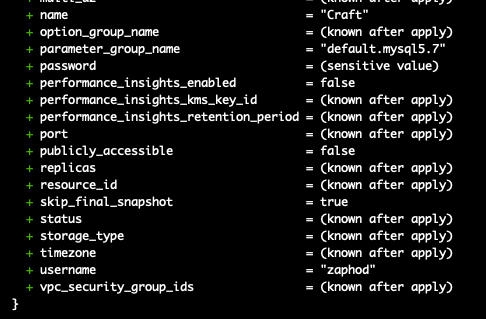 + multi_az = (known after apply)
+ name = "Craft"
+ option_group_name = (known after apply)
+ parameter_group_name = "default.mysql5.7"
+ password = (sensitive value)
+ performance_insights_enabled = false
+ performance_insights_kms_key_id = (known after apply)
+ performance_insights_retention_period = (known after apply)
+ port = (known after apply)
+ publicly_accessible = false
+ replicas = (known after apply)
+ resource_id = (known after apply)
+ skip_final_snapshot = true
+ status = (known after apply)
+ storage_type = (known after apply)
+ timezone = (known after apply)
+ username = "zaphod"
+ vpc_security_group_ids = (known after apply)
}